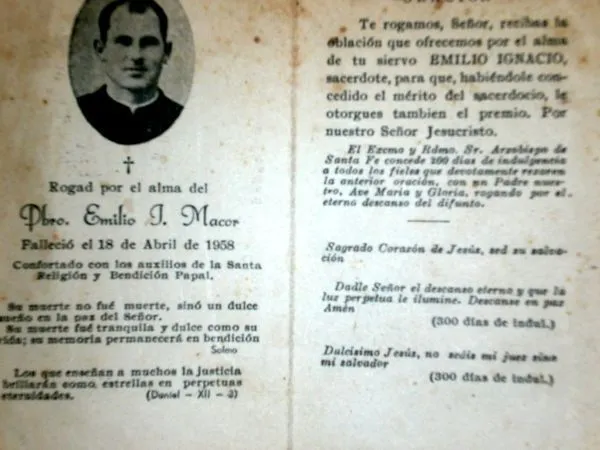 Rogad por el alma del
Pbro. Emilio I. Macor
Falleció el 18 de Abril de 1958
Confortado con los auxilios de la Santa
Religión y Bendición Papal.
Su muerte no fué muerte, sinó un dulce
sueño en la paz del Señor.
Su muerte fué tranquila y dulce como su
vida; su memoria permanecerá en bendición
Salmo
Los que enseñan a muchos la justicia
brillarán como, estrellas en perpetuas
eternidades. (Daniel - XII - 3)
ORACION
Te rogamos, Señor, recibas la
oblación que ofrecemos por el alma
de tu siervo EMILIO IGNACIO,
sacerdote, para que, habiéndole con-
cedido el mérito del sacerdocio, le
otorgues tambien el premio. Por
nuestro Señor Jesucristo.
El Excmo y Rdmo. Sr. Arzobispo de
Santa Fe concede 200 días de indulgencia
a todos los fieles que devotamente rezaren
la anterior oración, con un Padre nues-
tro, Ave María y Gloria, rogando por el
eterno descanso del difunto.
Sagrado Corazón de Jesús, sed su salva-
ción
Dadle Señor el descanso eterno y que la
luz perpetua le ilumine. Descanse en paz
Amén
(300 días de indul.)
Dulcísimo Jesús, no seáis mi juez sino
mi salvador
(300 días de indul.)